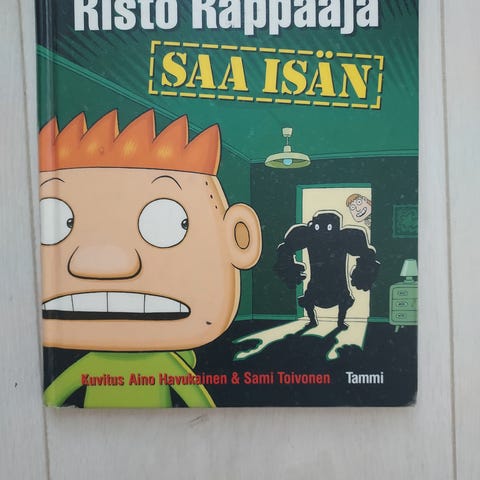 Risto Räppääjä
SAA ISÄN
Kuvitus Aino Havukainen & Sami Toivonen Tammi